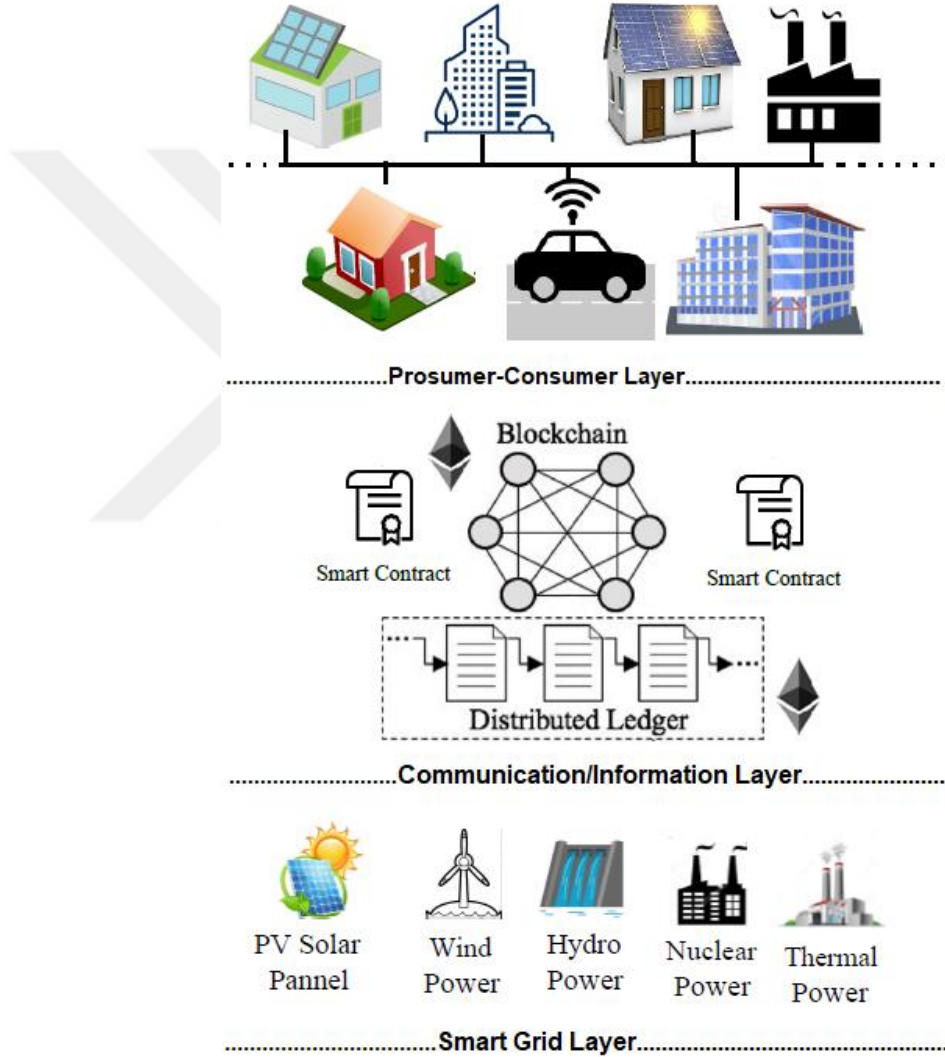 ..........................Prosumer-Consumer Layer.........................................
Blockchain
Smart Contract
Smart Contract
Distributed Ledger
...........................Communication/Information Layer.......................
PV Solar
Pannel
Wind
Power
Hydro
Power
Nuclear
Power
Thermal
Power
..................................Smart Grid Layer......................................................